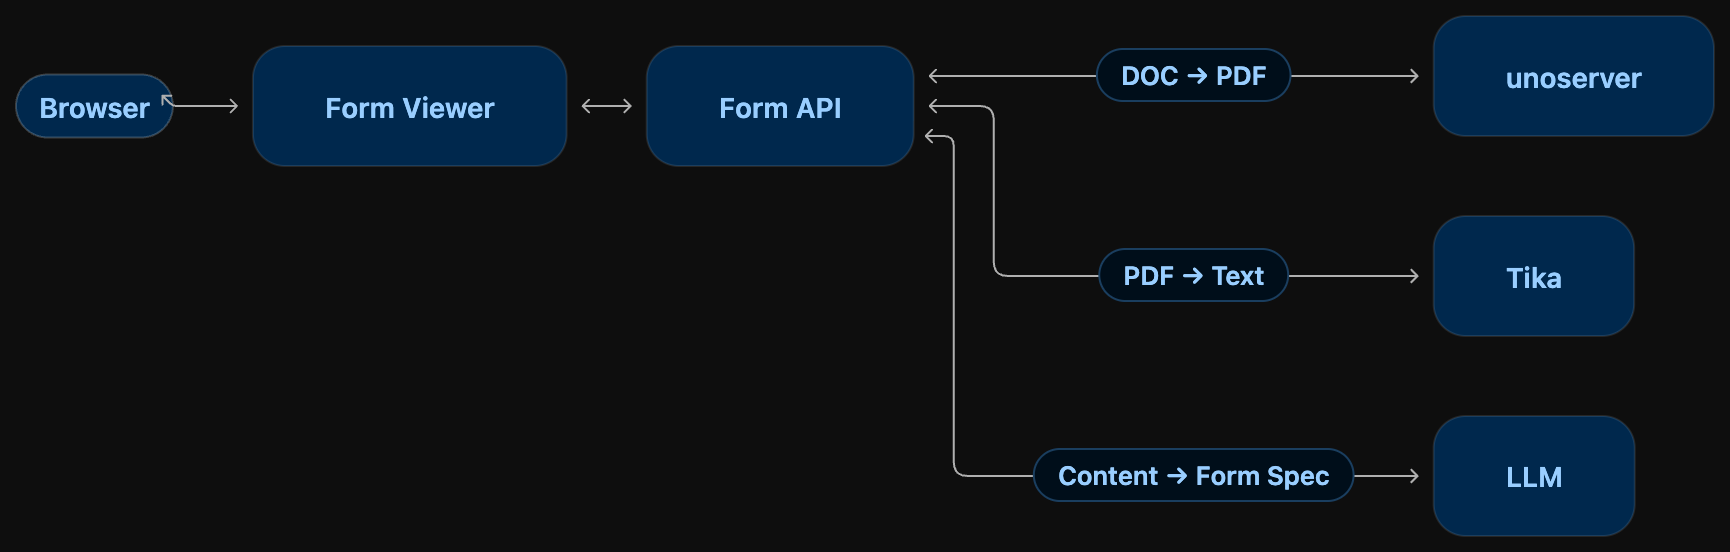 Browser
Form Viewer
Form API
DOC → PDF
unoserver
PDF → Text
Tika
Content → Form Spec
LLM